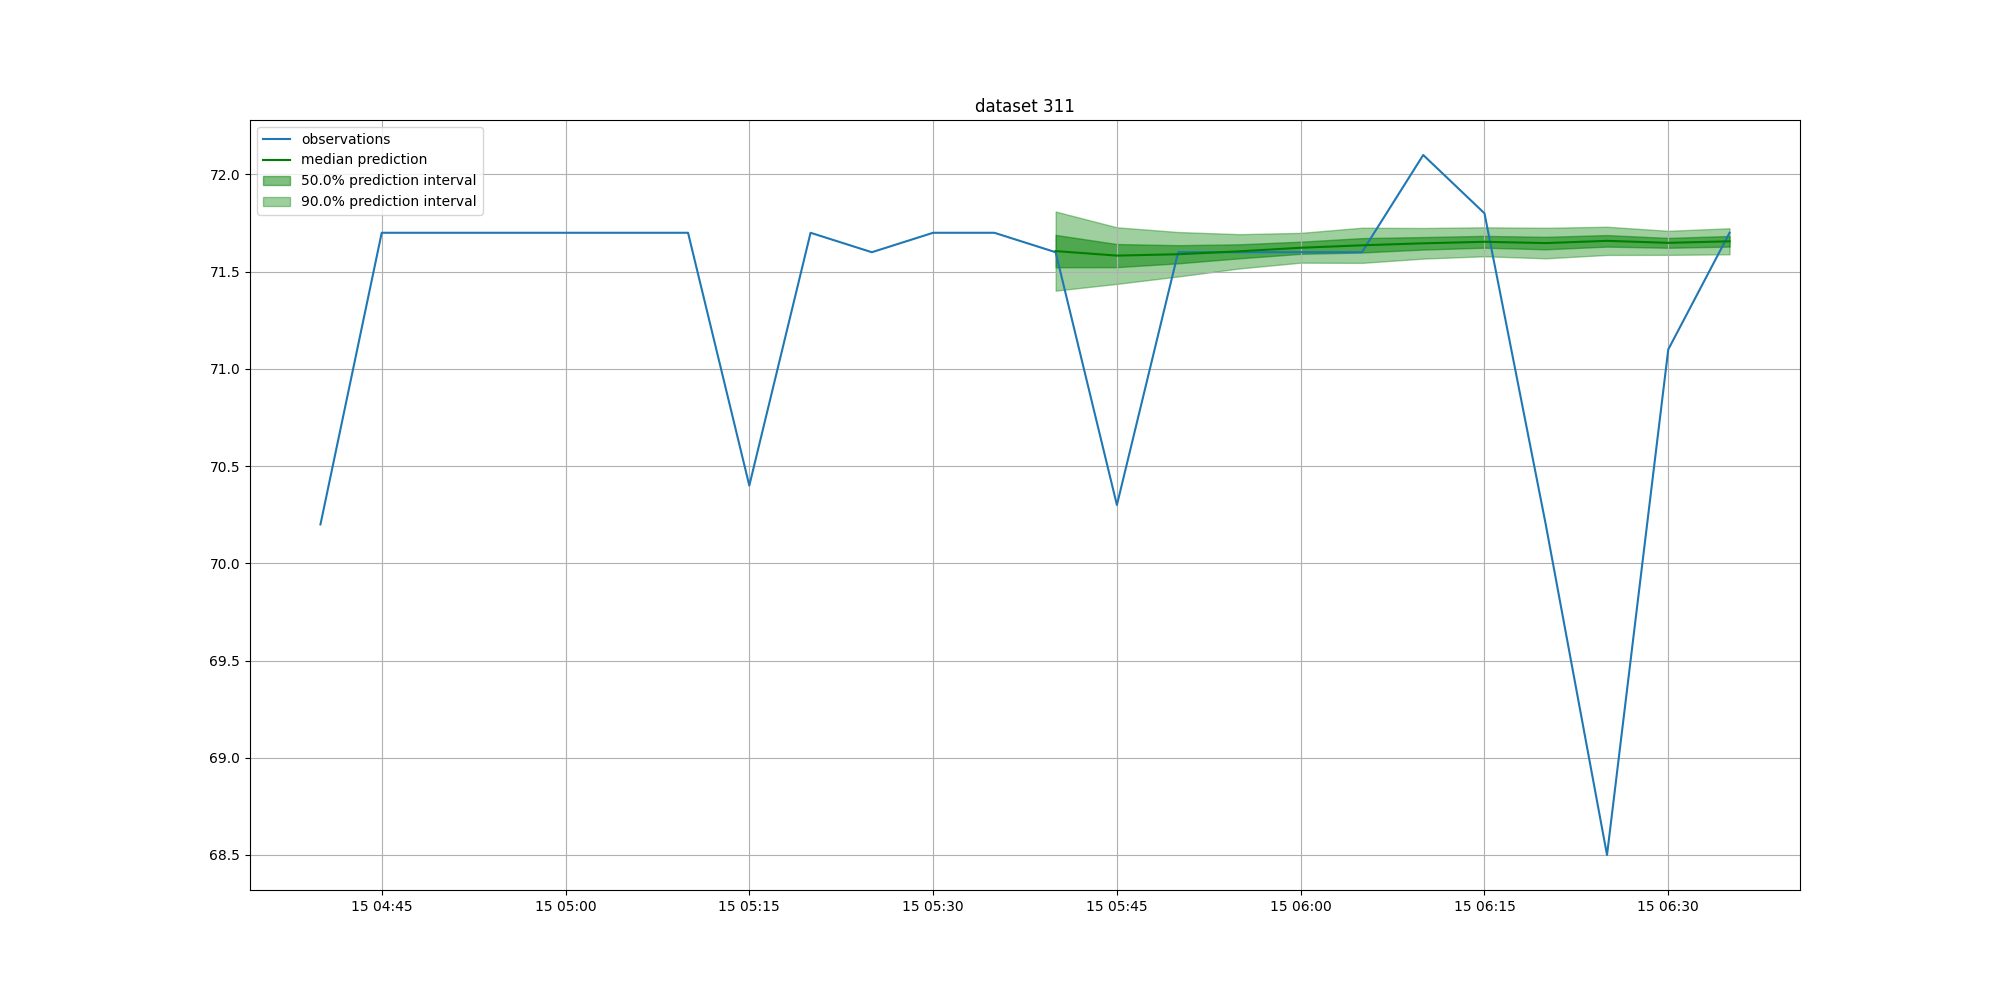 dataset 311
observations
median prediction
50.0% prediction interval
90.0% prediction interval
72.0
71.5
71.0
70.5
70.0
69.5
69.0
68.5
15 04:45 15 05:00 15 05:15 15 05:30 15 05:45 15 06:00 15 06:15 15 06:30